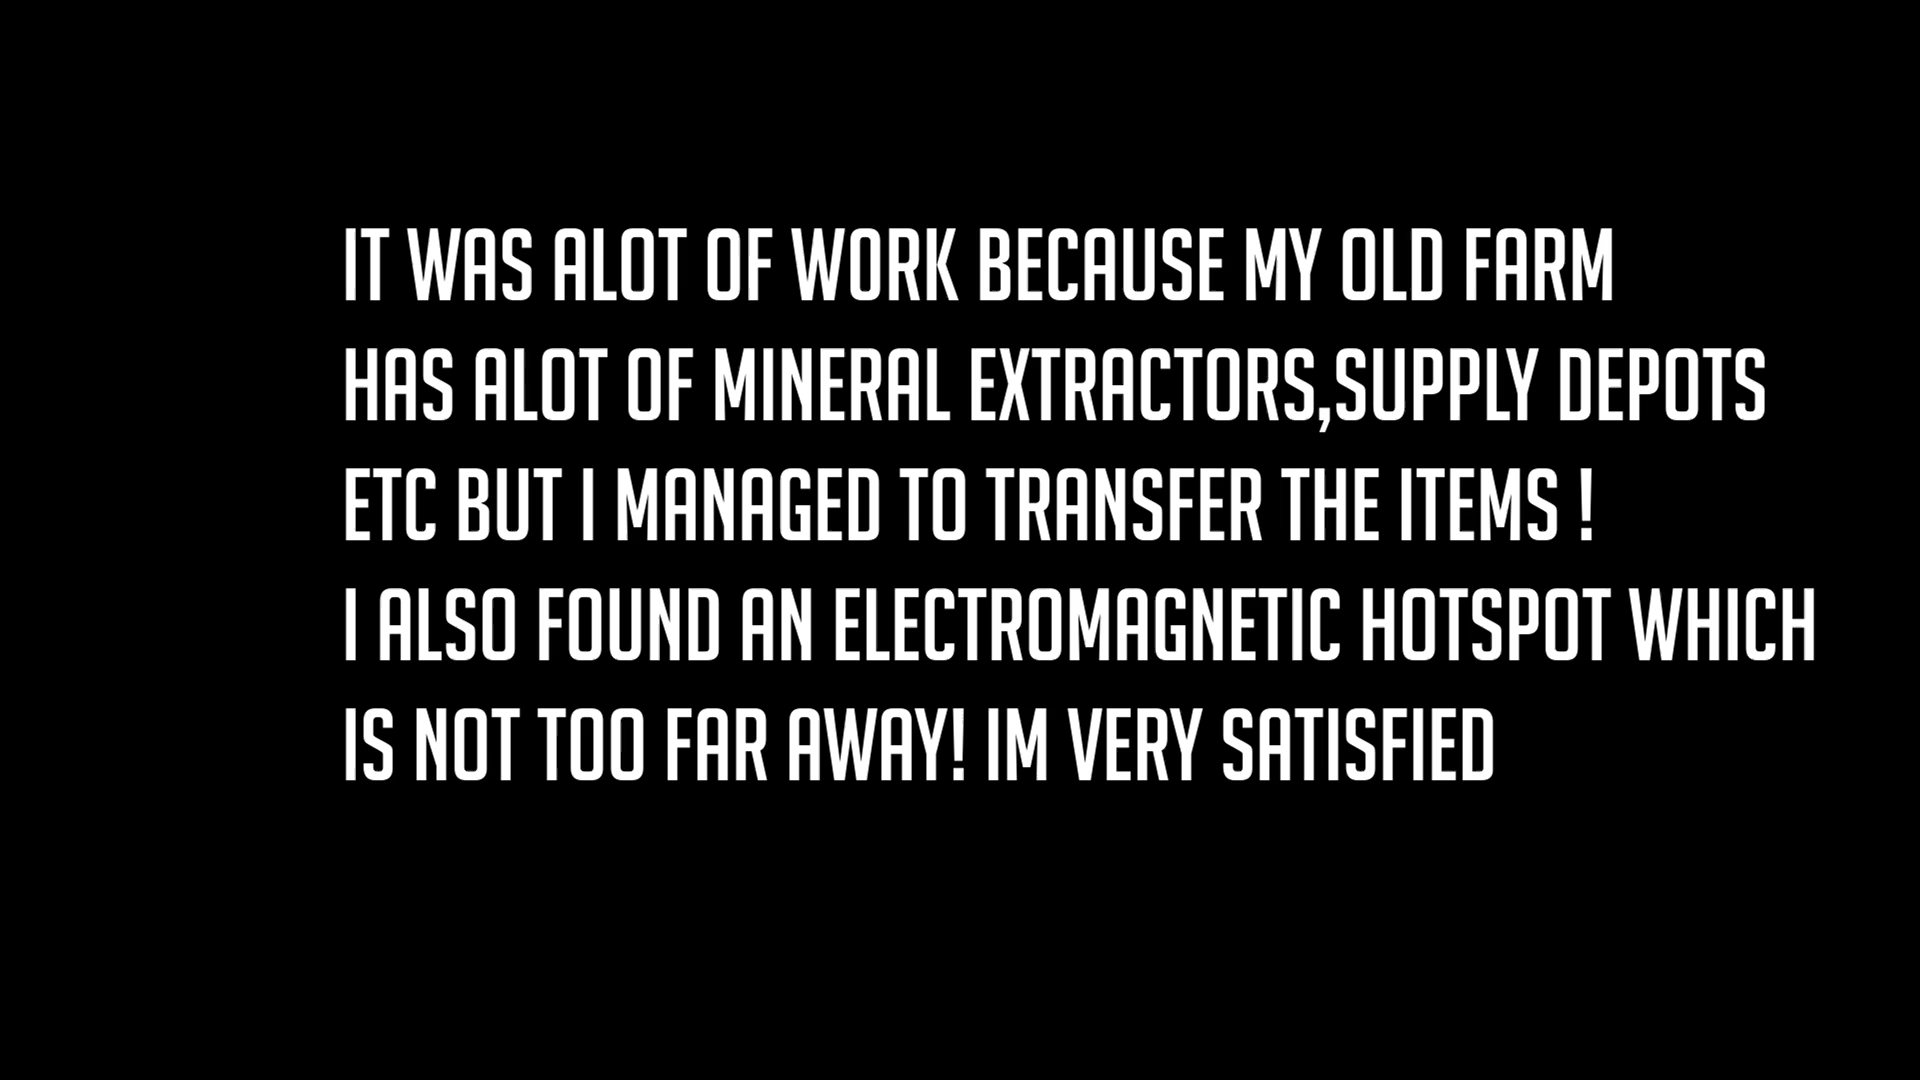 IT WAS ALOT OF WORK BECAUSE MY OLD FARM
HAS ALOT OF MINERAL EXTRACTORS,SUPPLY DEPOTS
ETC BUT I MANAGED TO TRANSFER THE ITEMS !
I ALSO FOUND AN ELECTROMAGNETIC HOTSPOT WHICH
IS NOT TOO FAR AWAY! IM VERY SATISFIED